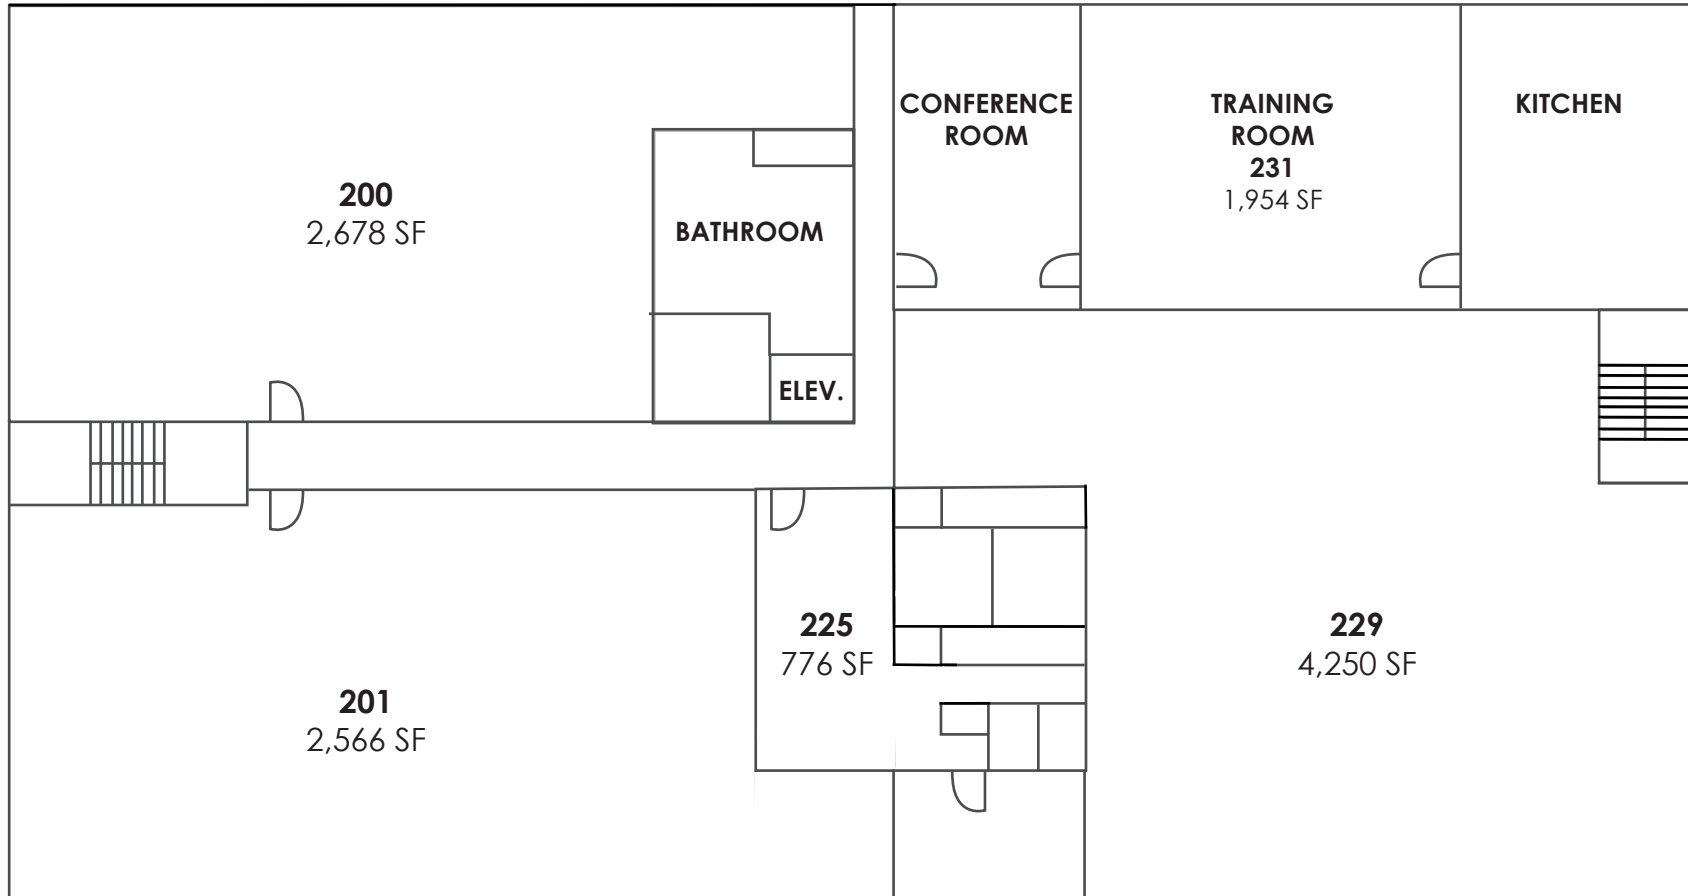 CONFERENCE
ROOM
TRAINING
ROOM
231
1,954 SF
KITCHEN
200
2,678 SF
BATHROOM
ELEV.
225
776 SF
229
4,250 SF
201
2,566 SF